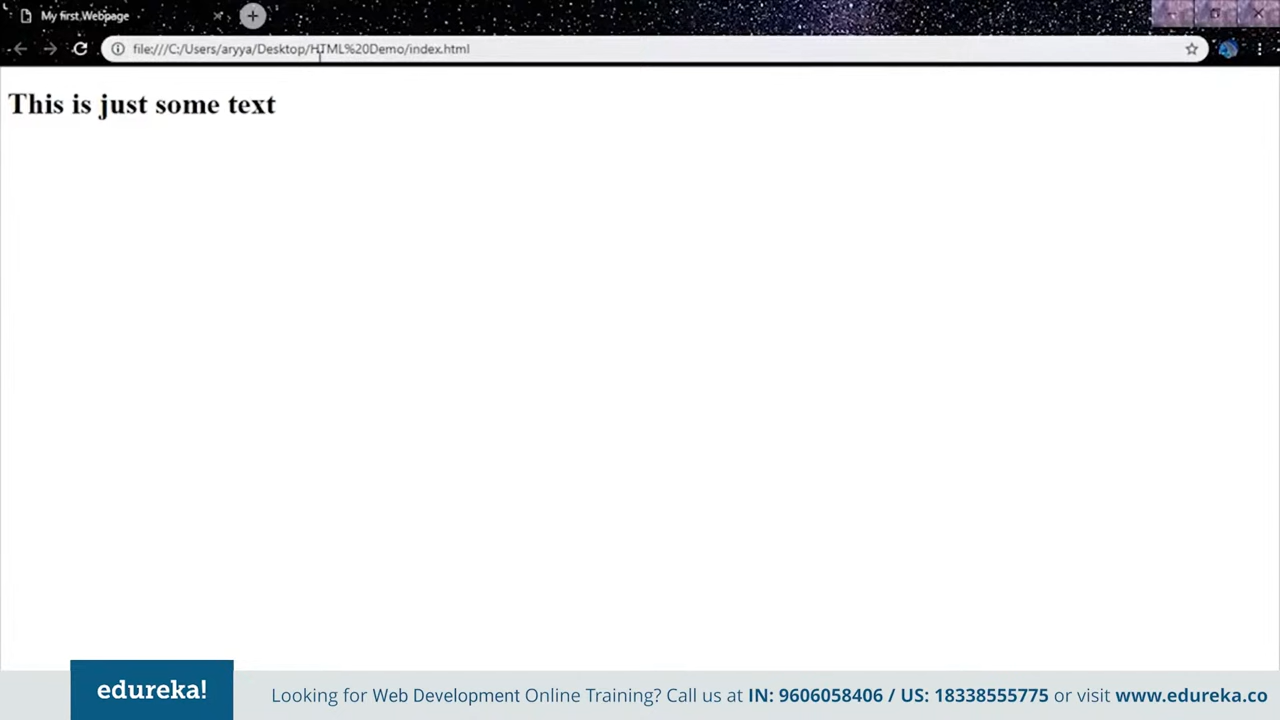 My first Webpage
file:///C:/Users/aryya/Desktop/HTML%20Demo/index.html
This is just some text
edureka!
Looking for Web Development Online Training? Call us at IN: 9606058406 / US: 18338555775 or visit www.edureka.co